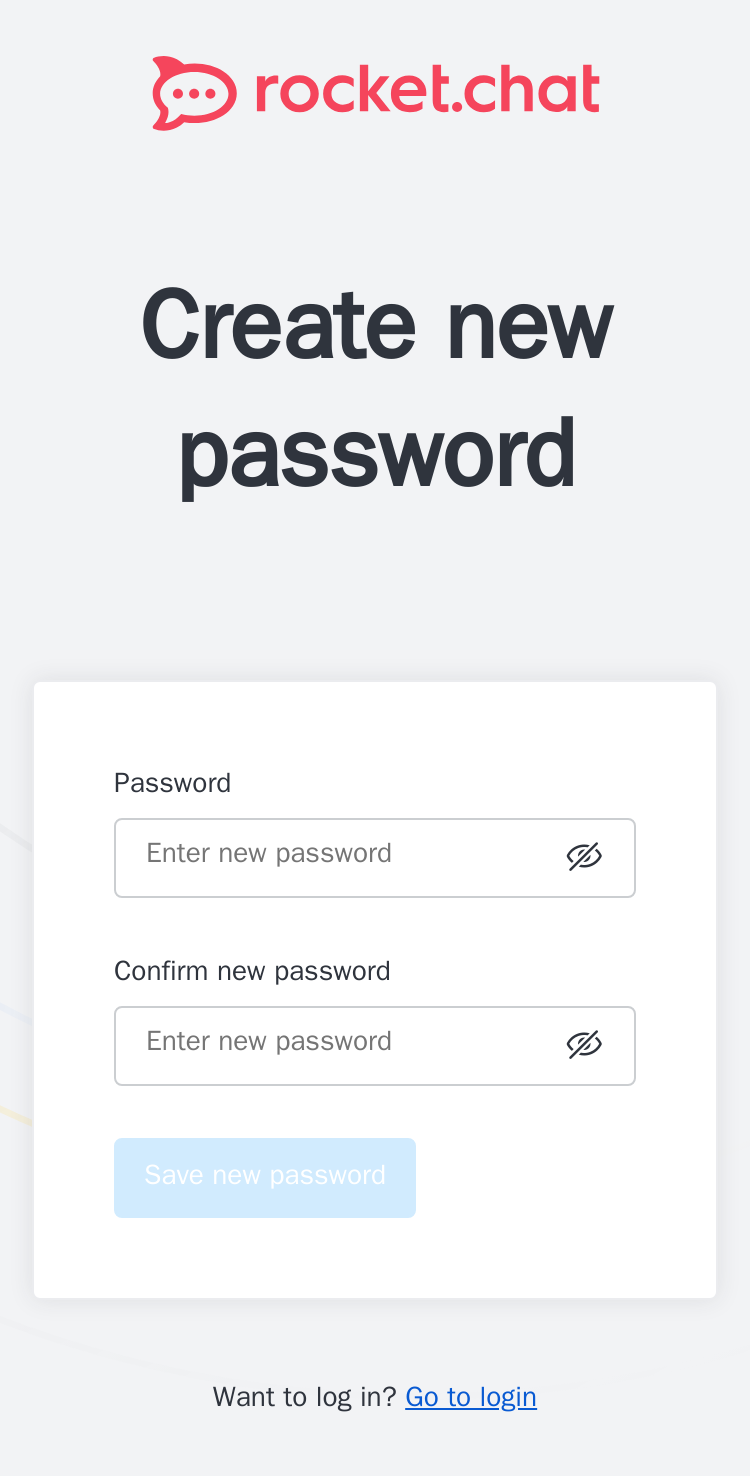 rocket.chat
Create new
password
Password
Enter new password
Confirm new password
Enter new password
Save new password
Want to log in? Go to login